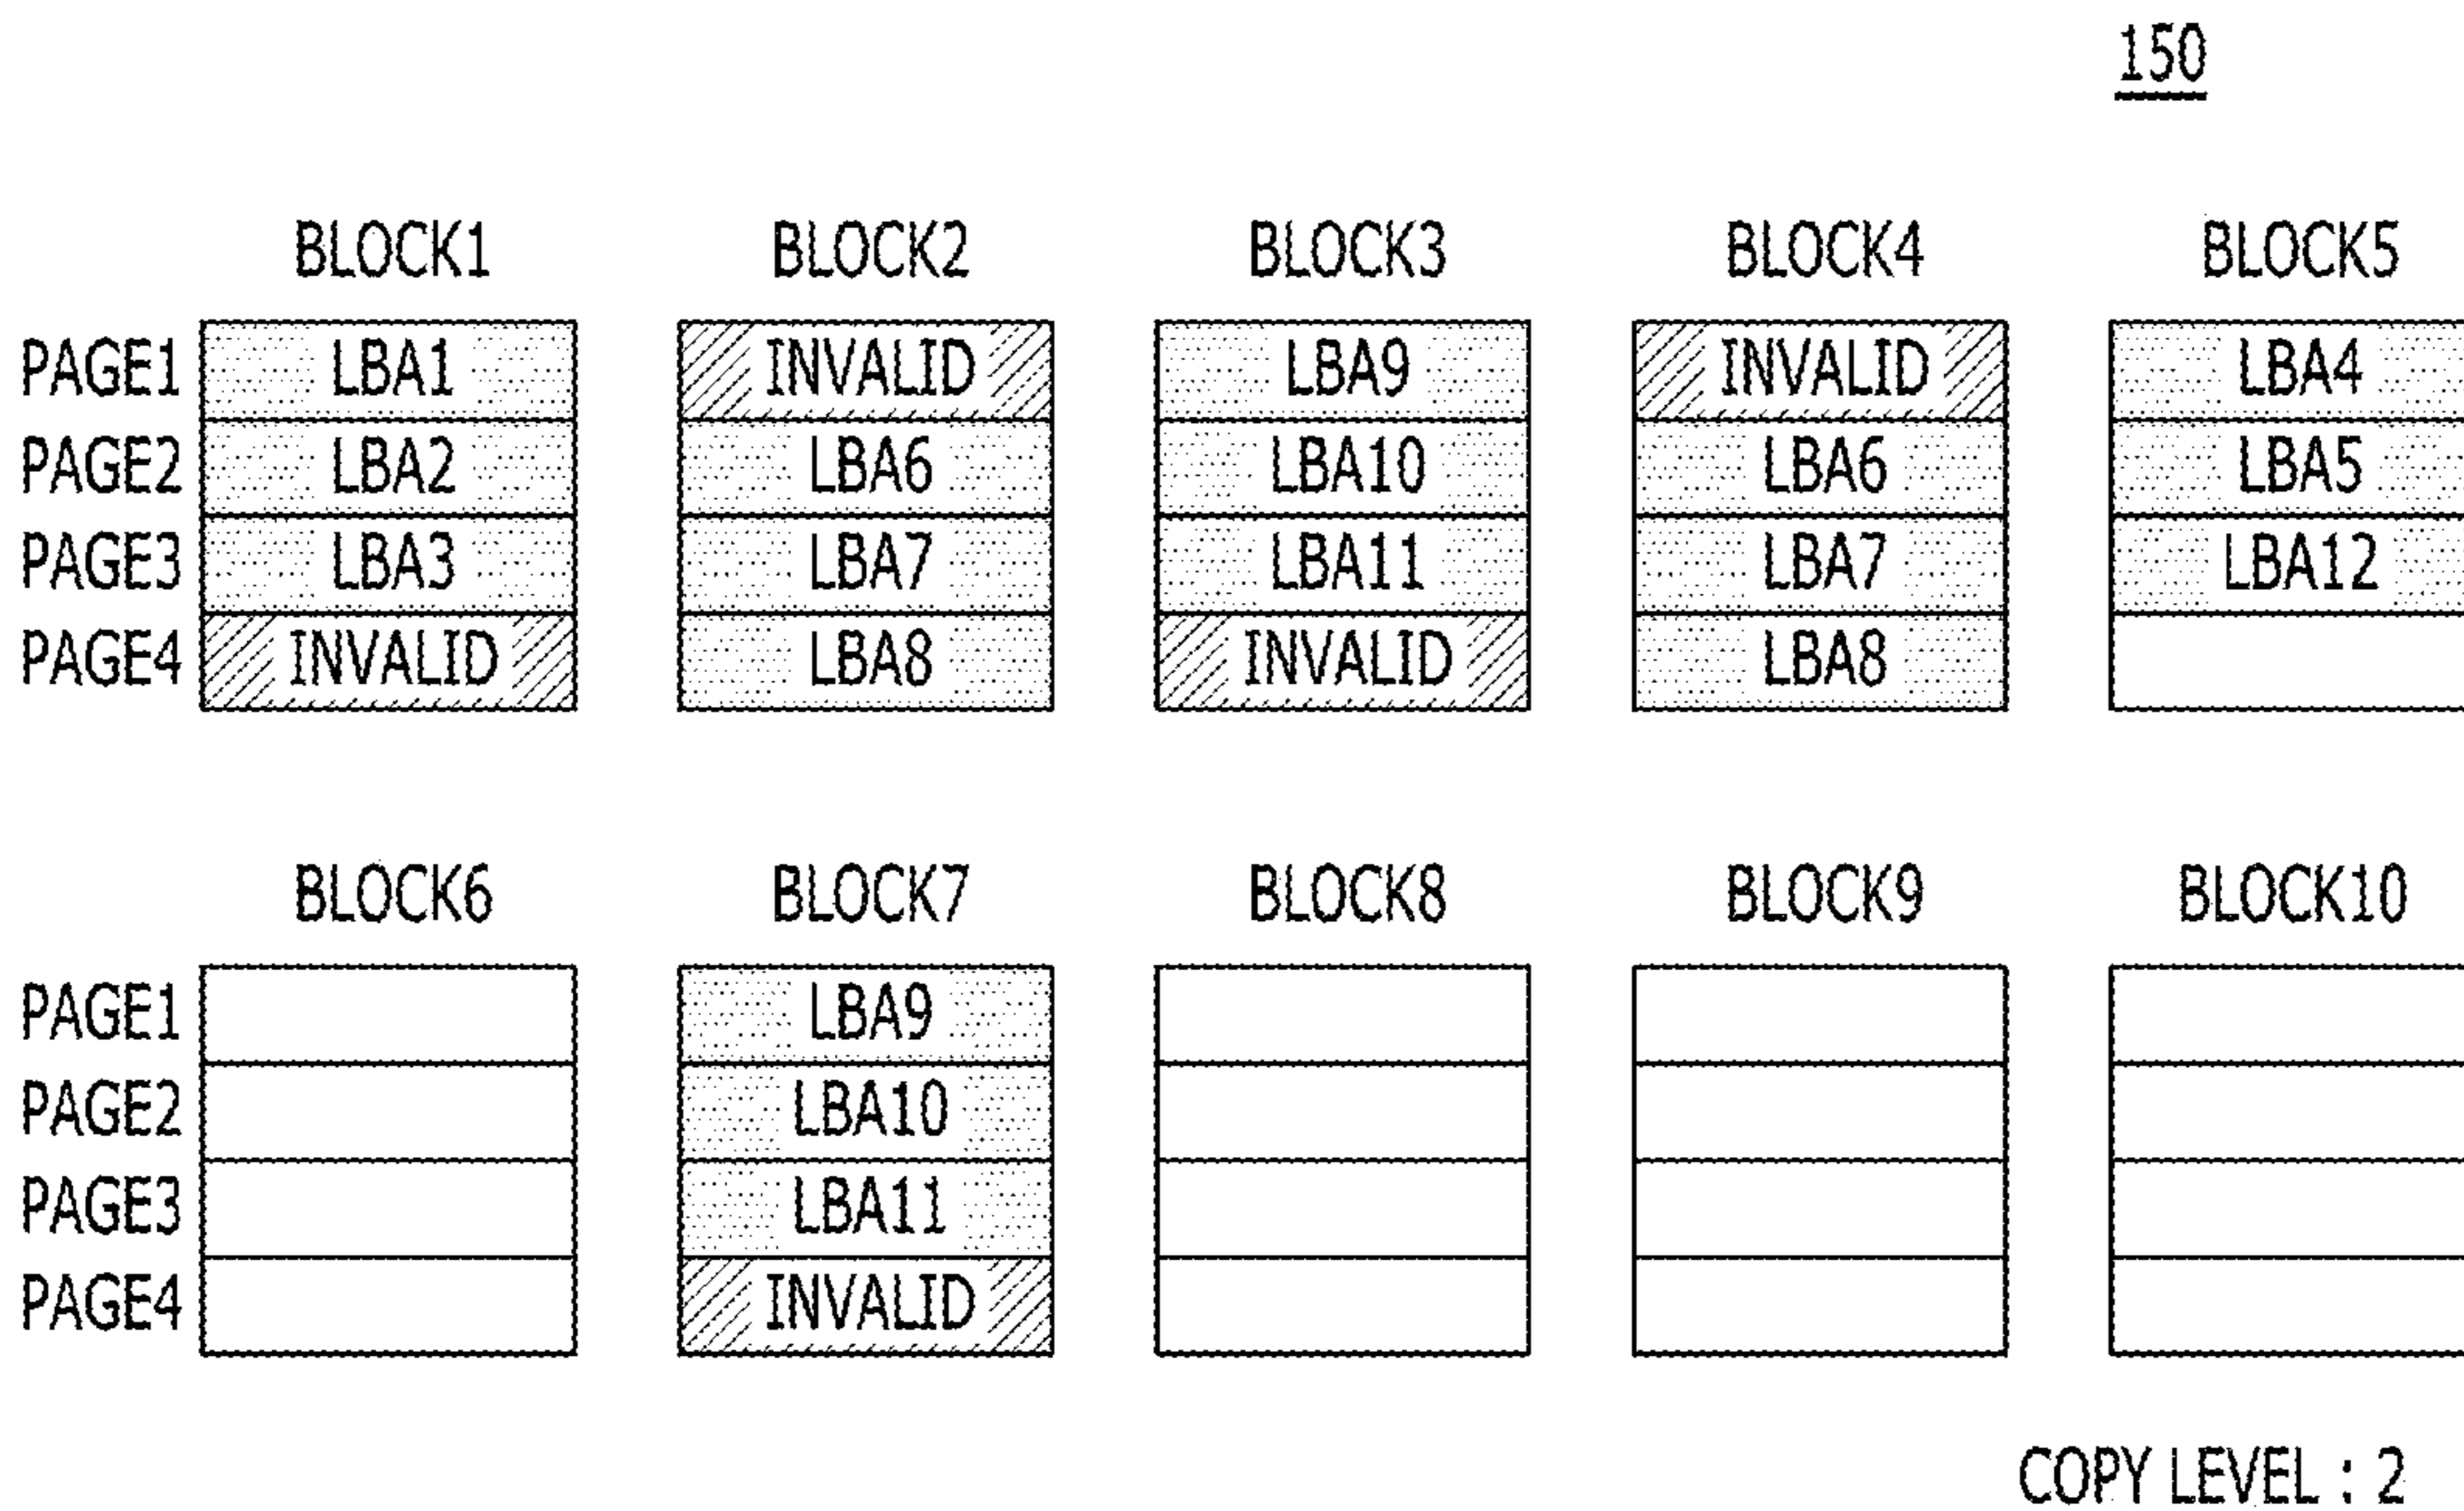 150
BLOCK1 BLOCK2 BLOCK3 BLOCK4 BLOCK5
PAGE1 LBA1 INVALID LBA9 INVALID LBA4
PAGE2 LBA2 LBA6 LBA10 LBA6 LBA5
PAGE3 LBA3 LBA7 LBA11 LBA7 LBA12
PAGE4 INVALID LBA8 INVALID LBA8
BLOCK6 BLOCK7 BLOCK8 BLOCK9 BLOCK10
PAGE1 LBA9
PAGE2 LBA10
PAGE3 LBA11
PAGE4 INVALID
COPY LEVEL : 2